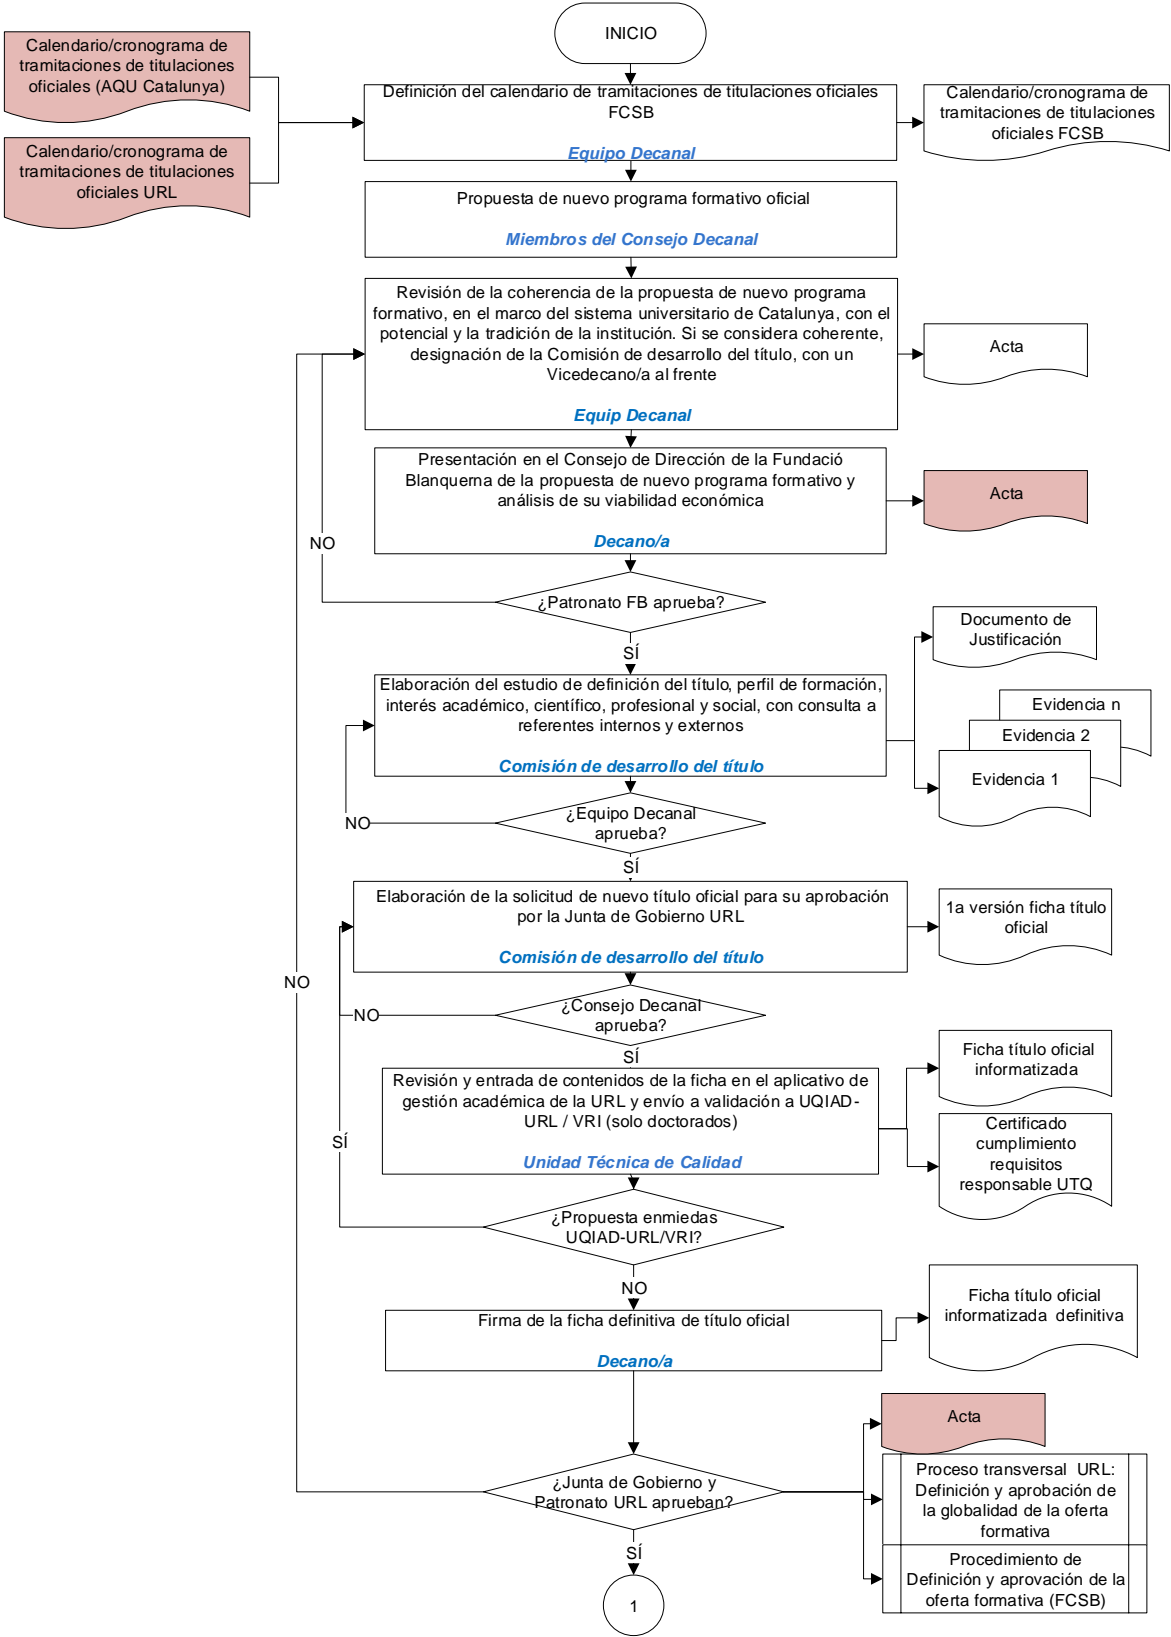 INICIO
Calendario/cronograma de
tramitaciones de titulaciones
oficiales (AQU Catalunya)
Definición del calendario de tramitaciones de titulaciones oficiales
FCSB
Equipo Decanal
Calendario/cronograma de
tramitaciones de titulaciones
oficiales FCSB
Calendario/cronograma de
tramitaciones de titulaciones
oficiales URL
Propuesta de nuevo programa formativo oficial
Miembros del Consejo Decanal
Revisión de la coherencia de la propuesta de nuevo programa
formativo, en el marco del sistema universitario de Catalunya, con el
potencial y la tradición de la institución. Si se considera coherente,
designación de la Comisión de desarrollo del título, con un
Vicedecano/a al frente
Equip Decanal
Acta
Presentación en el Consejo de Dirección de la Fundació
Blanquerna de la propuesta de nuevo programa formativo y
análisis de su viabilidad económica
Decano/a
Acta
NO
¿Patronato FB aprueba?
SÍ
Documento de
Justificación
Elaboración del estudio de definición del título, perfil de formación,
interés académico, científico, profesional y social, con consulta a
referentes internos y externos
Comisión de desarrollo del título
Evidencia n
Evidencia 2
Evidencia 1
¿Equipo Decanal
aprueba?
NO
SÍ
Elaboración de la solicitud de nuevo título oficial para su aprobación
por la Junta de Gobierno URL
Comisión de desarrollo del título
1a versión ficha título
oficial
NO
¿Consejo Decanal
aprueba?
NO
SÍ
Revisión y entrada de contenidos de la ficha en el aplicativo de
gestión académica de la URL y envío a validación a UQIAD-
URL / VRI (solo doctorados)
Unidad Técnica de Calidad
Ficha título oficial
informatizada
Certificado
cumplimiento
requisitos
responsable UTQ
SÍ
¿Propuesta enmiedas
UQIAD-URL/VRI?
NO
Firma de la ficha definitiva de título oficial
Decano/a
Ficha título oficial
informatizada definitiva
Acta
¿Junta de Gobierno y
Patronato URL aprueban?
Proceso transversal URL:
Definición y aprobación de
la globalidad de la oferta
formativa
Procedimiento de
Definición y aprovación de la
oferta formativa (FCSB)
SÍ
1